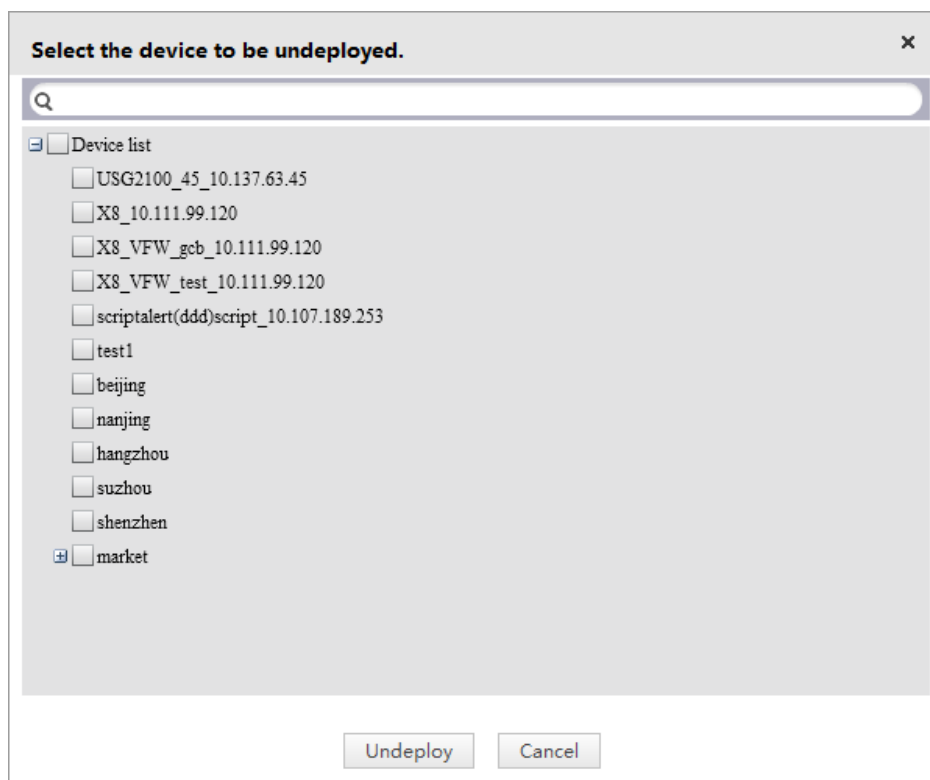 Select the device to be undeployed.
Device list
USG2100_45_10.137.63.45
X8_10.111.99.120
X8_VFW_gcb_10.111.99.120
X8_VFW_test_10.111.99.120
scriptalert(ddd)script_10.107.189.253
test1
beijing
nanjing
hangzhou
suzhou
shenzhen
market
Undeploy Cancel